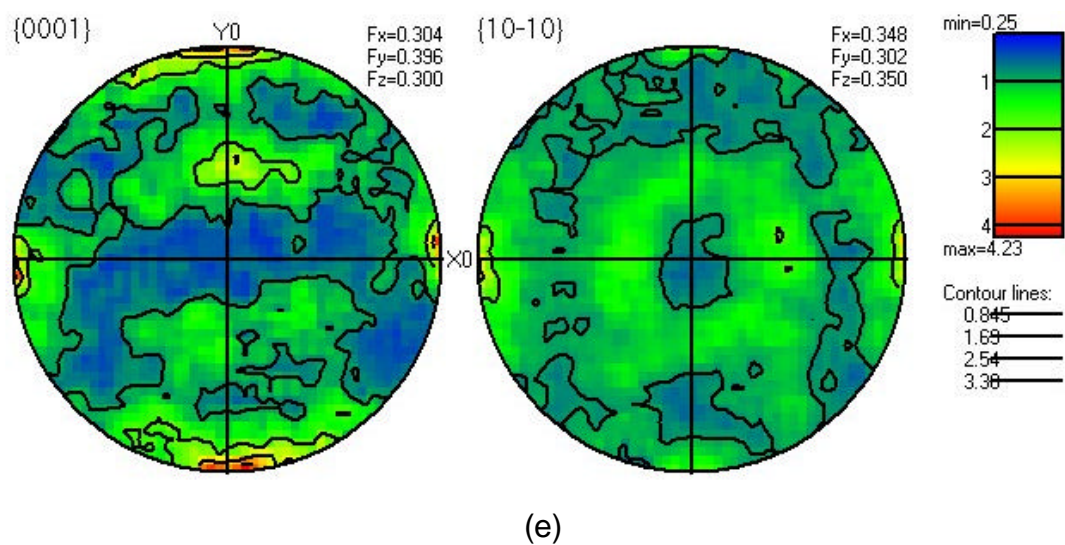 {0001}
Y0
Fx=0.304
Fy=0.396
Fz=0.300
X0
{10-10}
Fx=0.348
Fy=0.302
Fz=0.350
min=0.25
1
2
3
4
max=4.23
Contour lines:
0.845
1.69
2.54
3.38
(e)